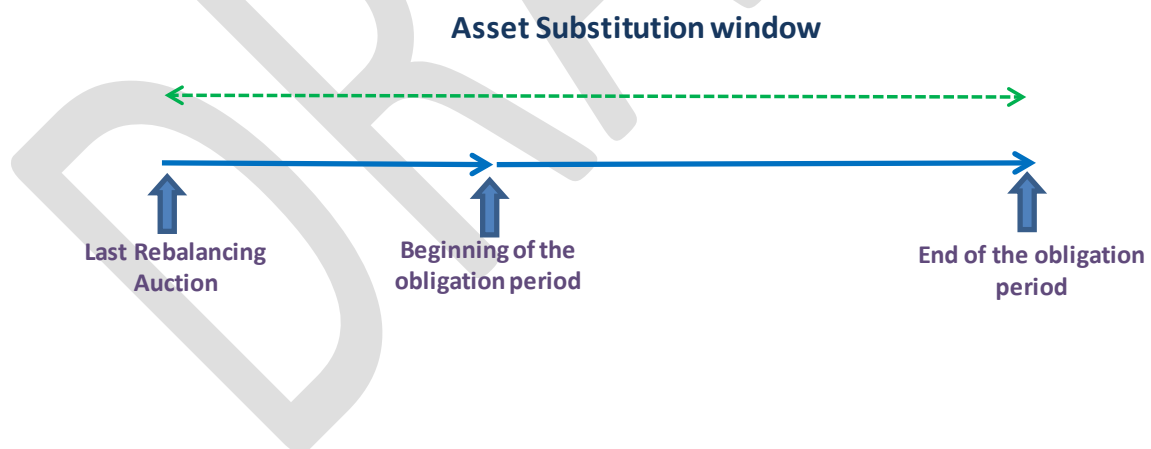 Asset Substitution window
Last Rebalancing
Auction
Beginning of the
obligation period
End of the obligation
period